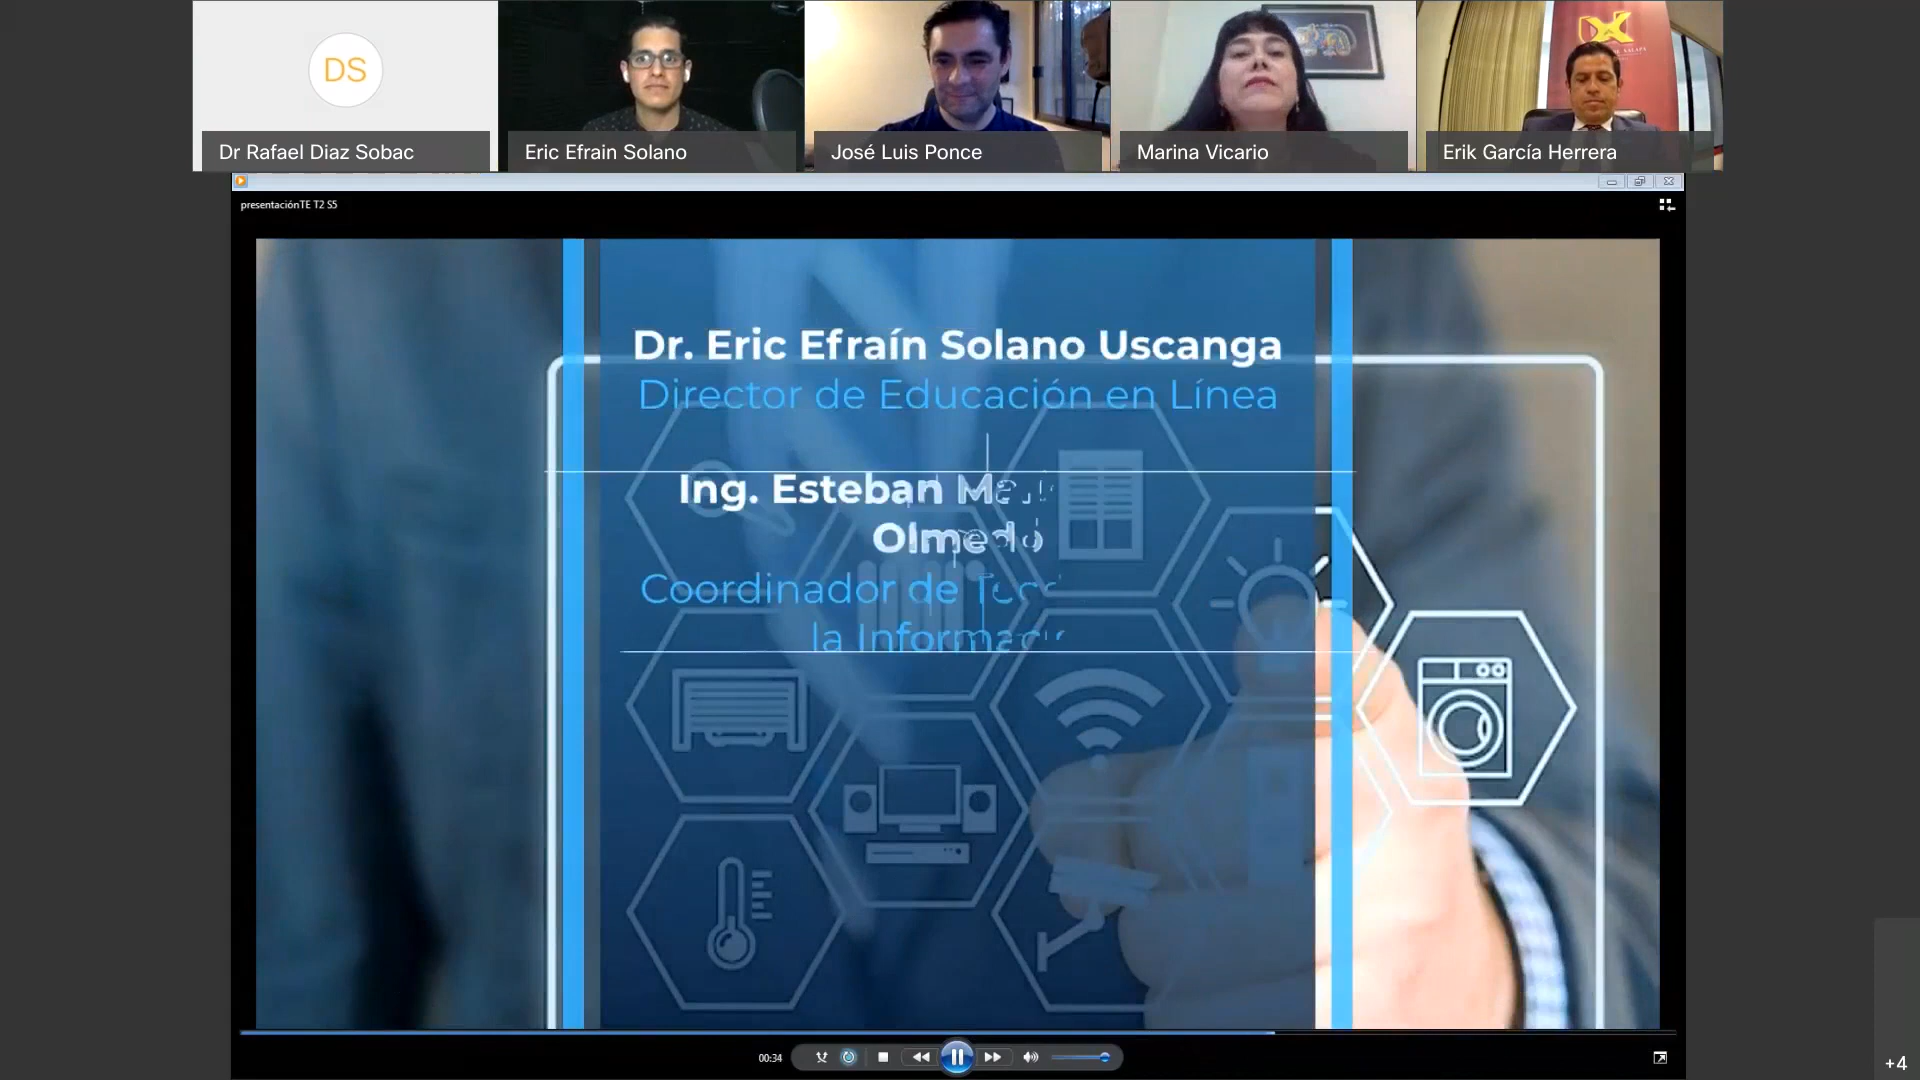 DS
Dr Rafael Diaz Sobac
Eric Efrain Solano
José Luis Ponce
Marina Vicario
Erik García Herrera
presentaciónTE T2 S5
Dr. Eric Efraín Solano Uscanga
Director de Educación en Línea
Ing. Esteban
Olmedo
Coordinador de
la
00:34
+4